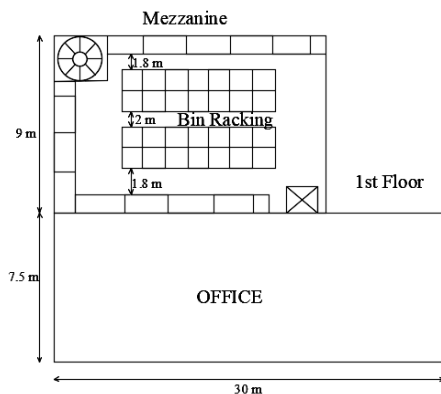 Mezzanine
1.8 m
9 m
2 m
Bin Racking
1.8 m
1st Floor
7.5 m
OFFICE
30 m